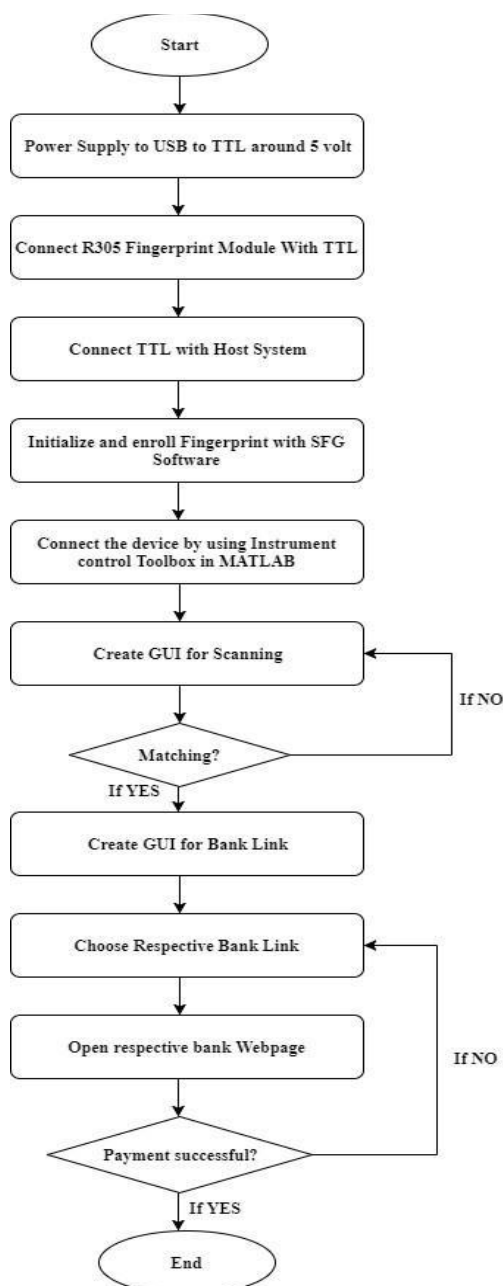 Start
Power Supply to USB to TTL around 5 volt
Connect R305 Fingerprint Module With TTL
Connect TTL with Host System
Initialize and enroll Fingerprint with SFG
Software
Connect the device by using Instrument
control Toolbox in MATLAB
Create GUI for Scanning
If NO
Matching?
If YES
Create GUI for Bank Link
Choose Respective Bank Link
Open respective bank Webpage
If NO
Payment successful?
If YES
End